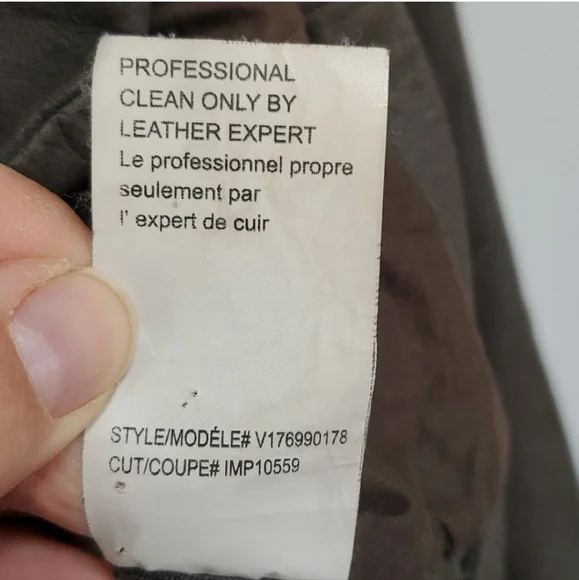 PROFESSIONAL
CLEAN ONLY BY
LEATHER EXPERT
Le professionnel propre
seulement par
l' expert de cuir
STYLE/MODÉLE# V176990178
CUT/COUPE# IMP10559